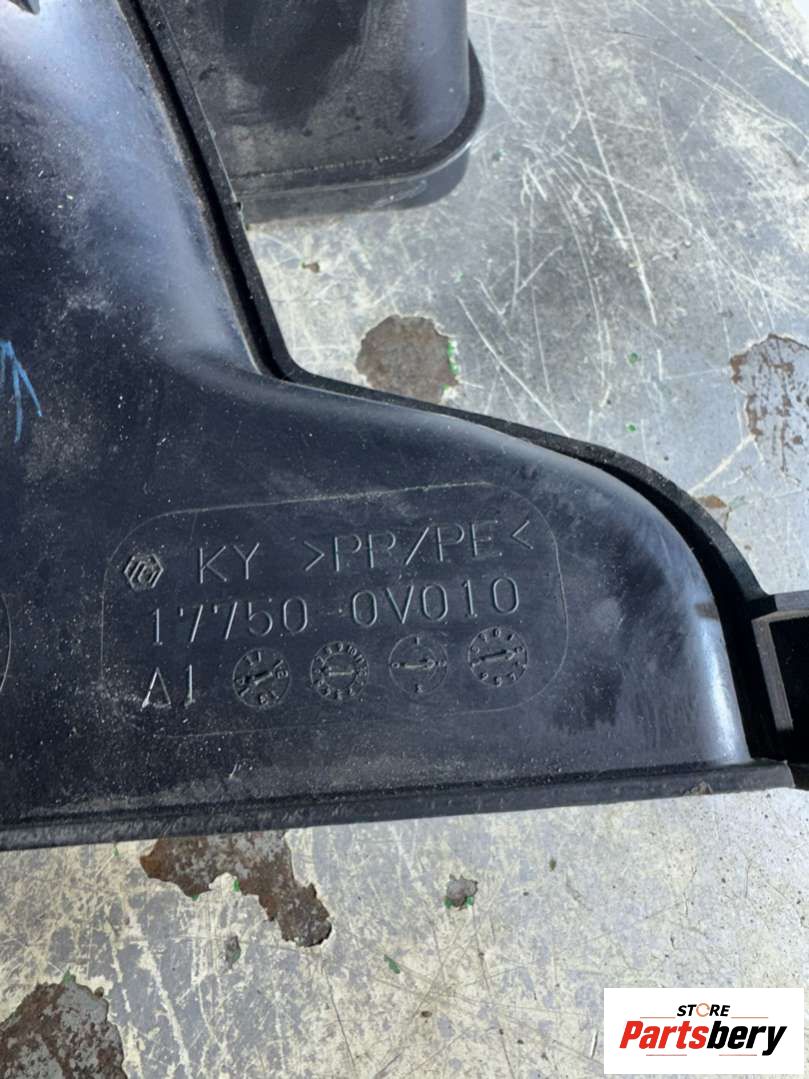 KY >PP/PE<
17750 0V010
A1
STORE
Partsbery